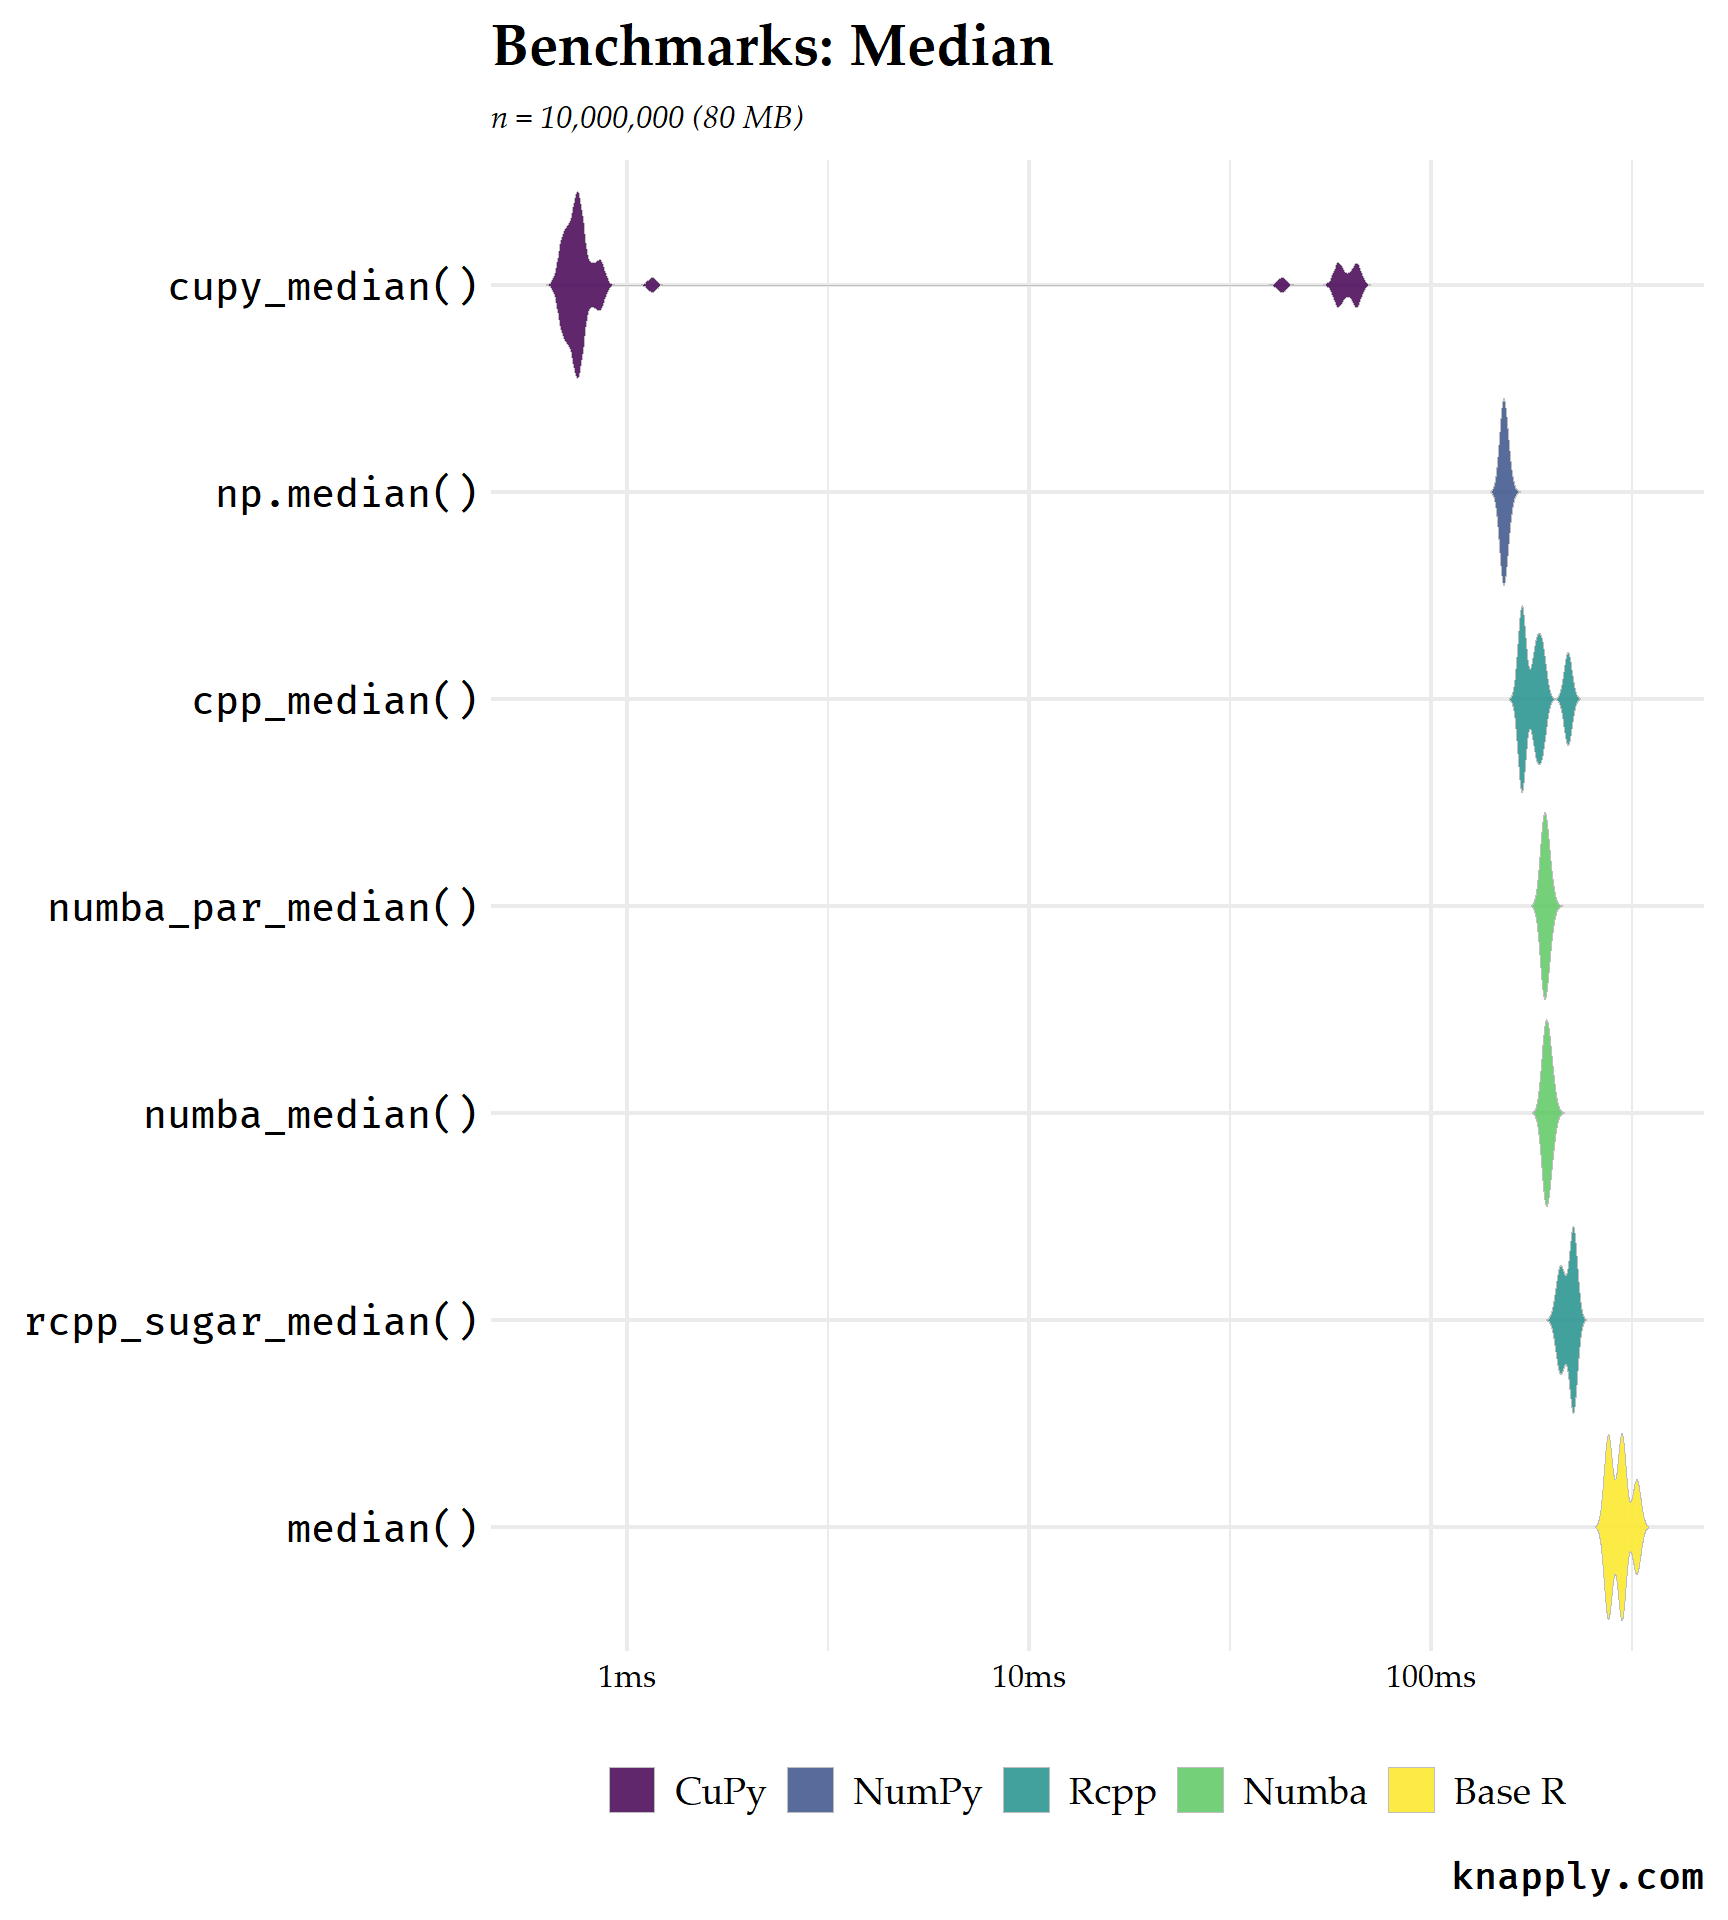 Benchmarks: Median
n = 10,000,000 (80 MB)
cupy_median()
np.median()
cpp_median()
numba_par_median()
numba_median()
rcpp_sugar_median()
median()
1ms 10ms 100ms
CuPy NumPy Rcpp Numba Base R
knapply.com